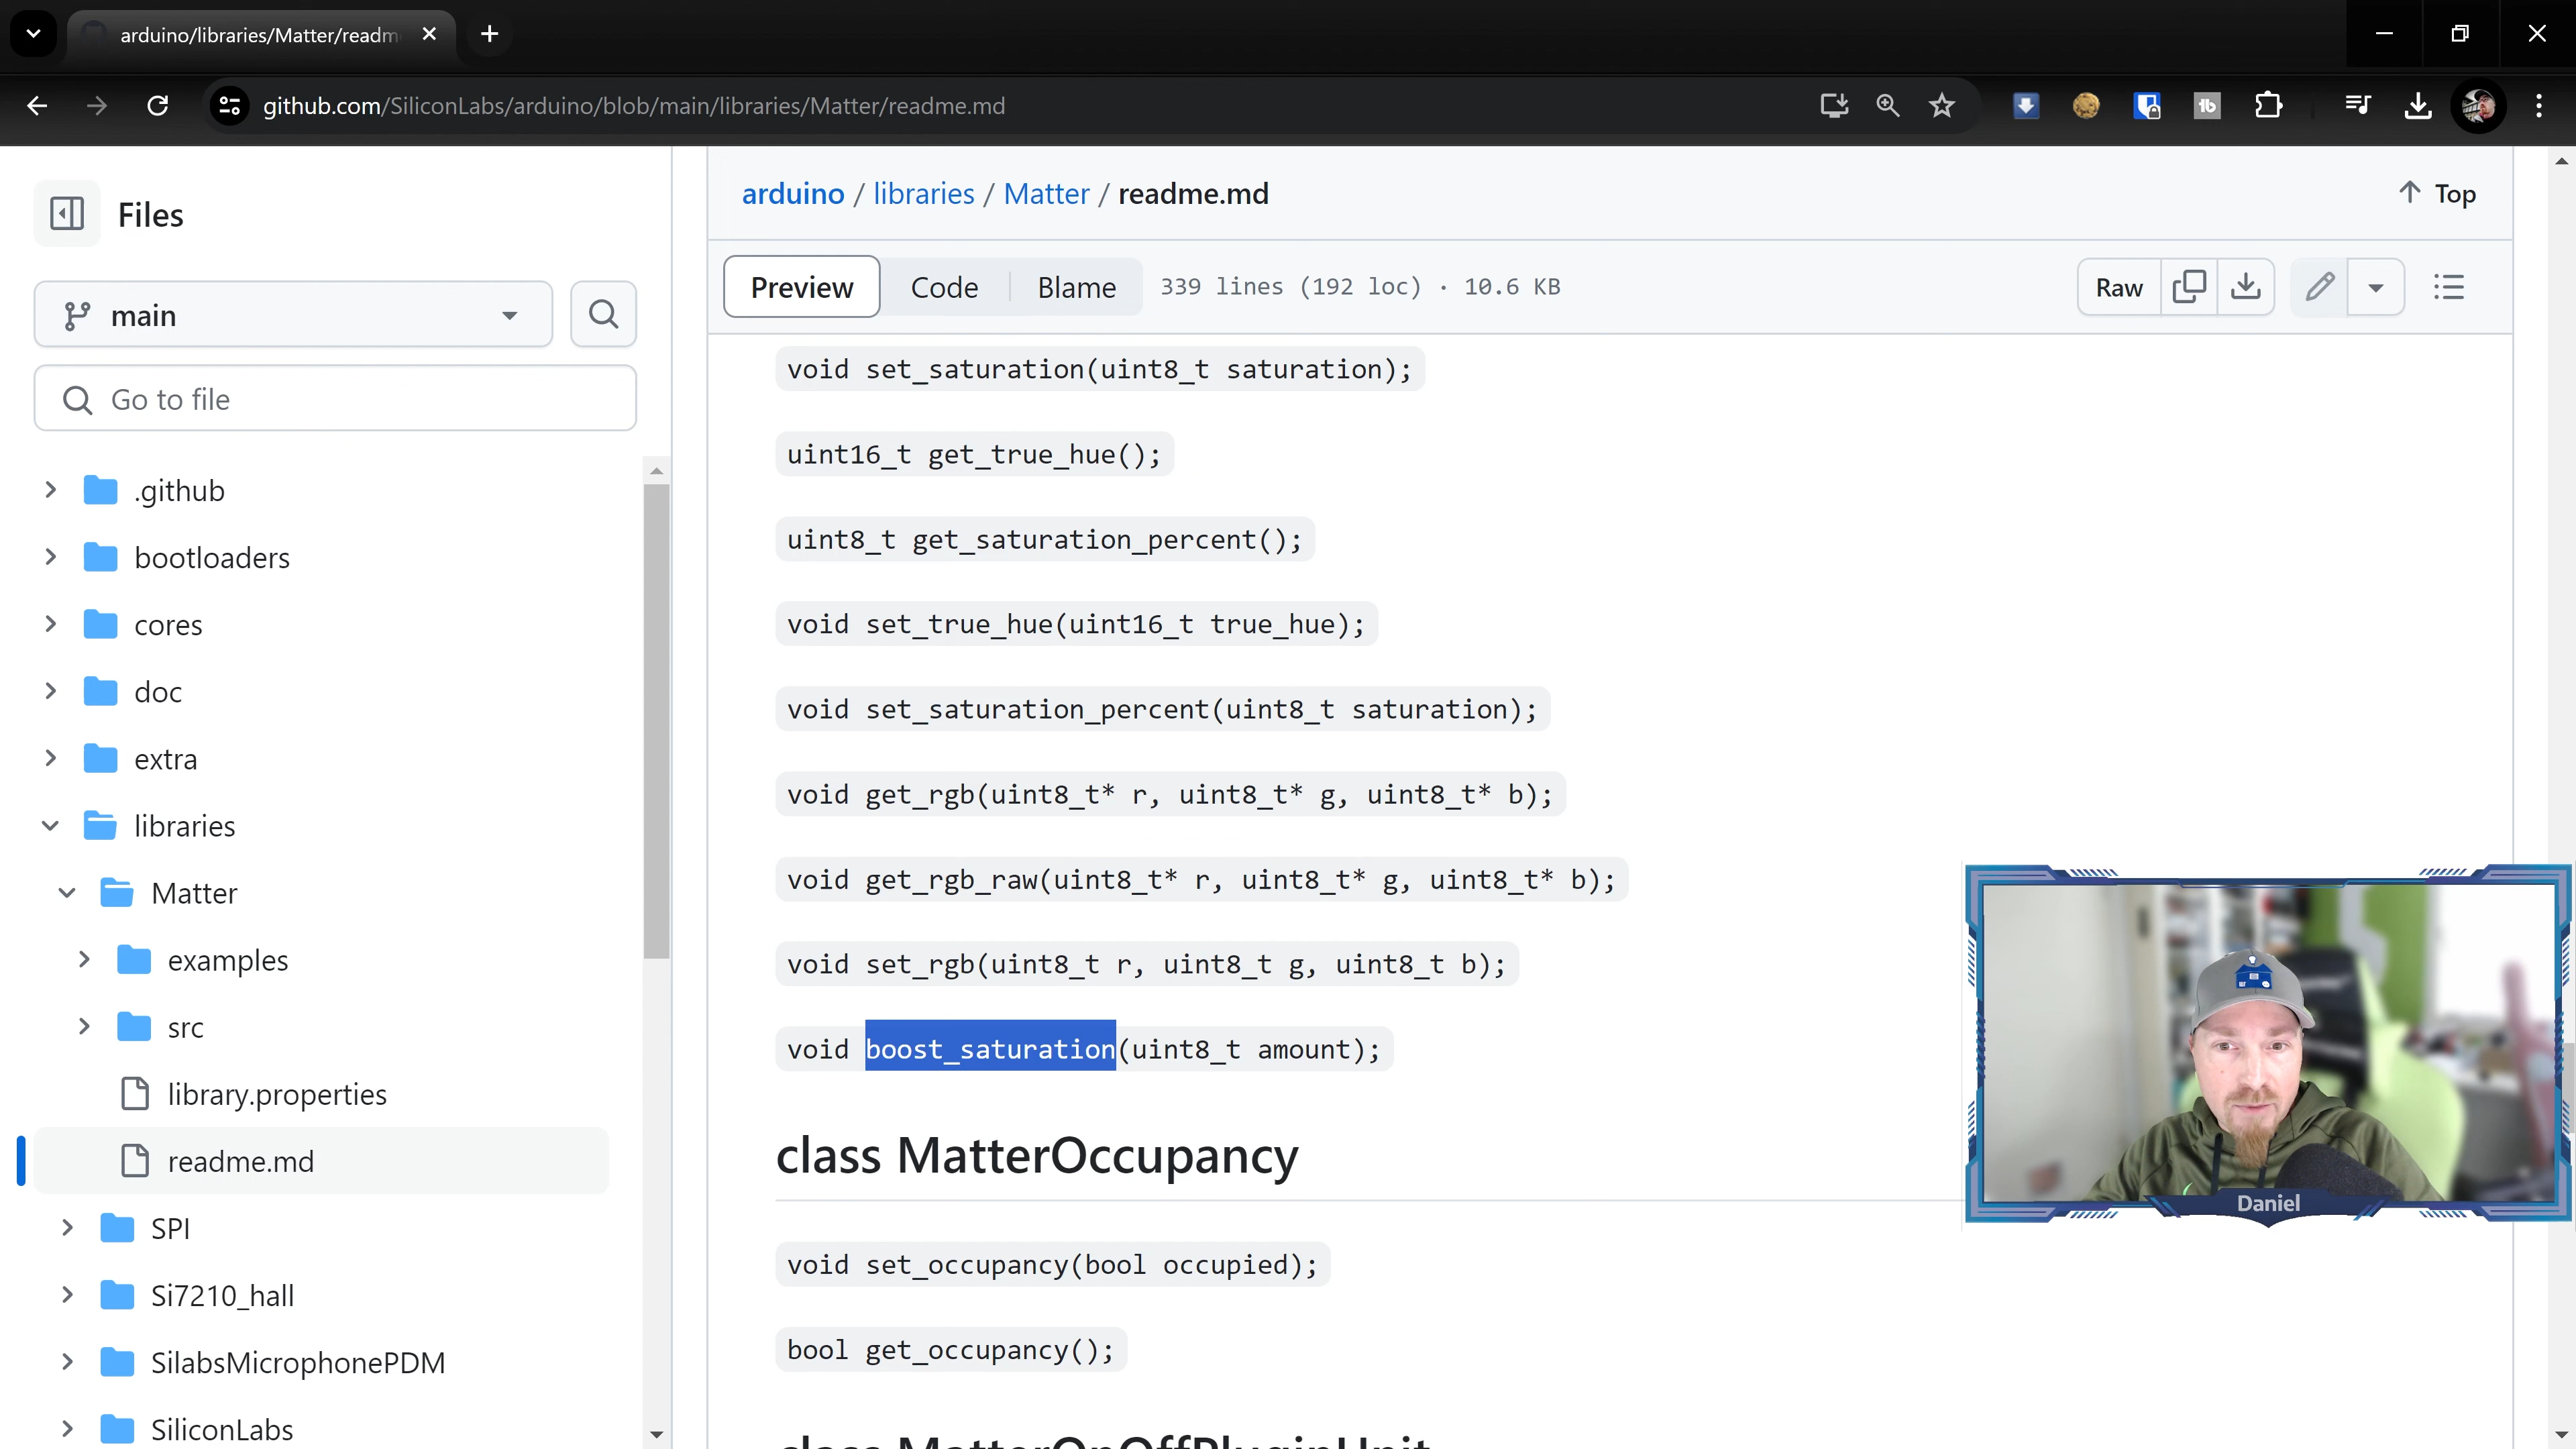 arduino/libraries/Matter/readm
github.com/SiliconLabs/arduino/blob/main/libraries/Matter/readme.md
Files
arduino / libraries / Matter / readme.md
Top
main
Preview
Code
Blame
339 lines (192 loc) · 10.6 KB
Raw
Go to file
.github
bootloaders
cores
doc
extra
libraries
Matter
examples
src
library.properties
readme.md
SPI
Si7210_hall
SilabsMicrophonePDM
SiliconLabs
void set_saturation(uint8_t saturation);
uint16_t get_true_hue();
uint8_t get_saturation_percent();
void set_true_hue(uint16_t true_hue);
void set_saturation_percent(uint8_t saturation);
void get_rgb(uint8_t* r, uint8_t* g, uint8_t* b);
void get_rgb_raw(uint8_t* r, uint8_t* g, uint8_t* b);
void set_rgb(uint8_t r, uint8_t g, uint8_t b);
void boost_saturation(uint8_t amount);
class MatterOccupancy
void set_occupancy(bool occupied);
bool get_occupancy();
class MatterOnOffPluginUnit
Daniel